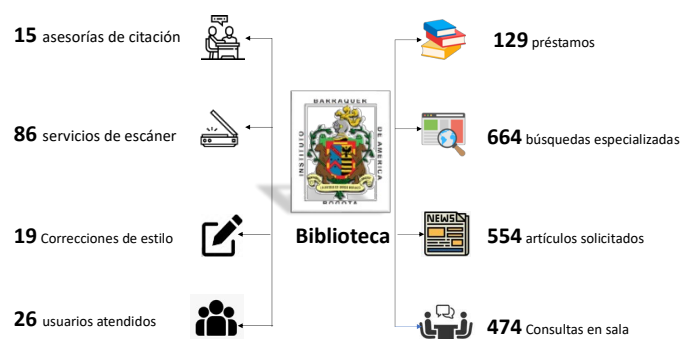 15 asesorías de citación
86 servicios de escáner
19 Correcciones de estilo
26 usuarios atendidos
BARRAQUER
INSTITUTO
DE AMERICA
BOGOTA
Biblioteca
129 préstamos
664 búsquedas especializadas
NEWS
554 artículos solicitados
474 Consultas en sala